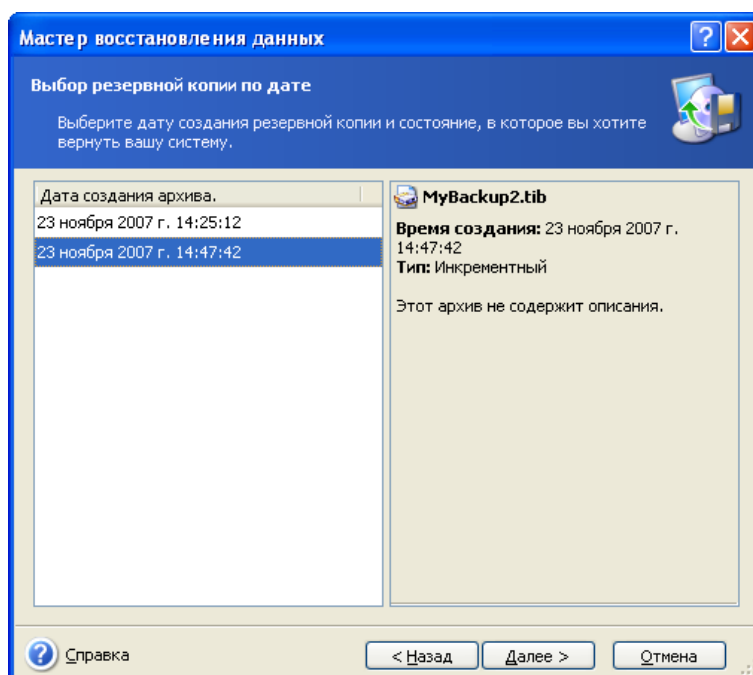 Мастер восстановления данных
Выбор резервной копии по дате
Выберите дату создания резервной копии и состояние, в которое вы хотите
вернуть вашу систему.
Дата создания архива.
23 ноября 2007 г. 14:25:12
23 ноября 2007 г. 14:47:42
MyBackup2.tib
Время создания: 23 ноября 2007 г.
14:47:42
Тип: Инкрементный
Этот архив не содержит описания.
Справка
< Назад
Далее >
Отмена